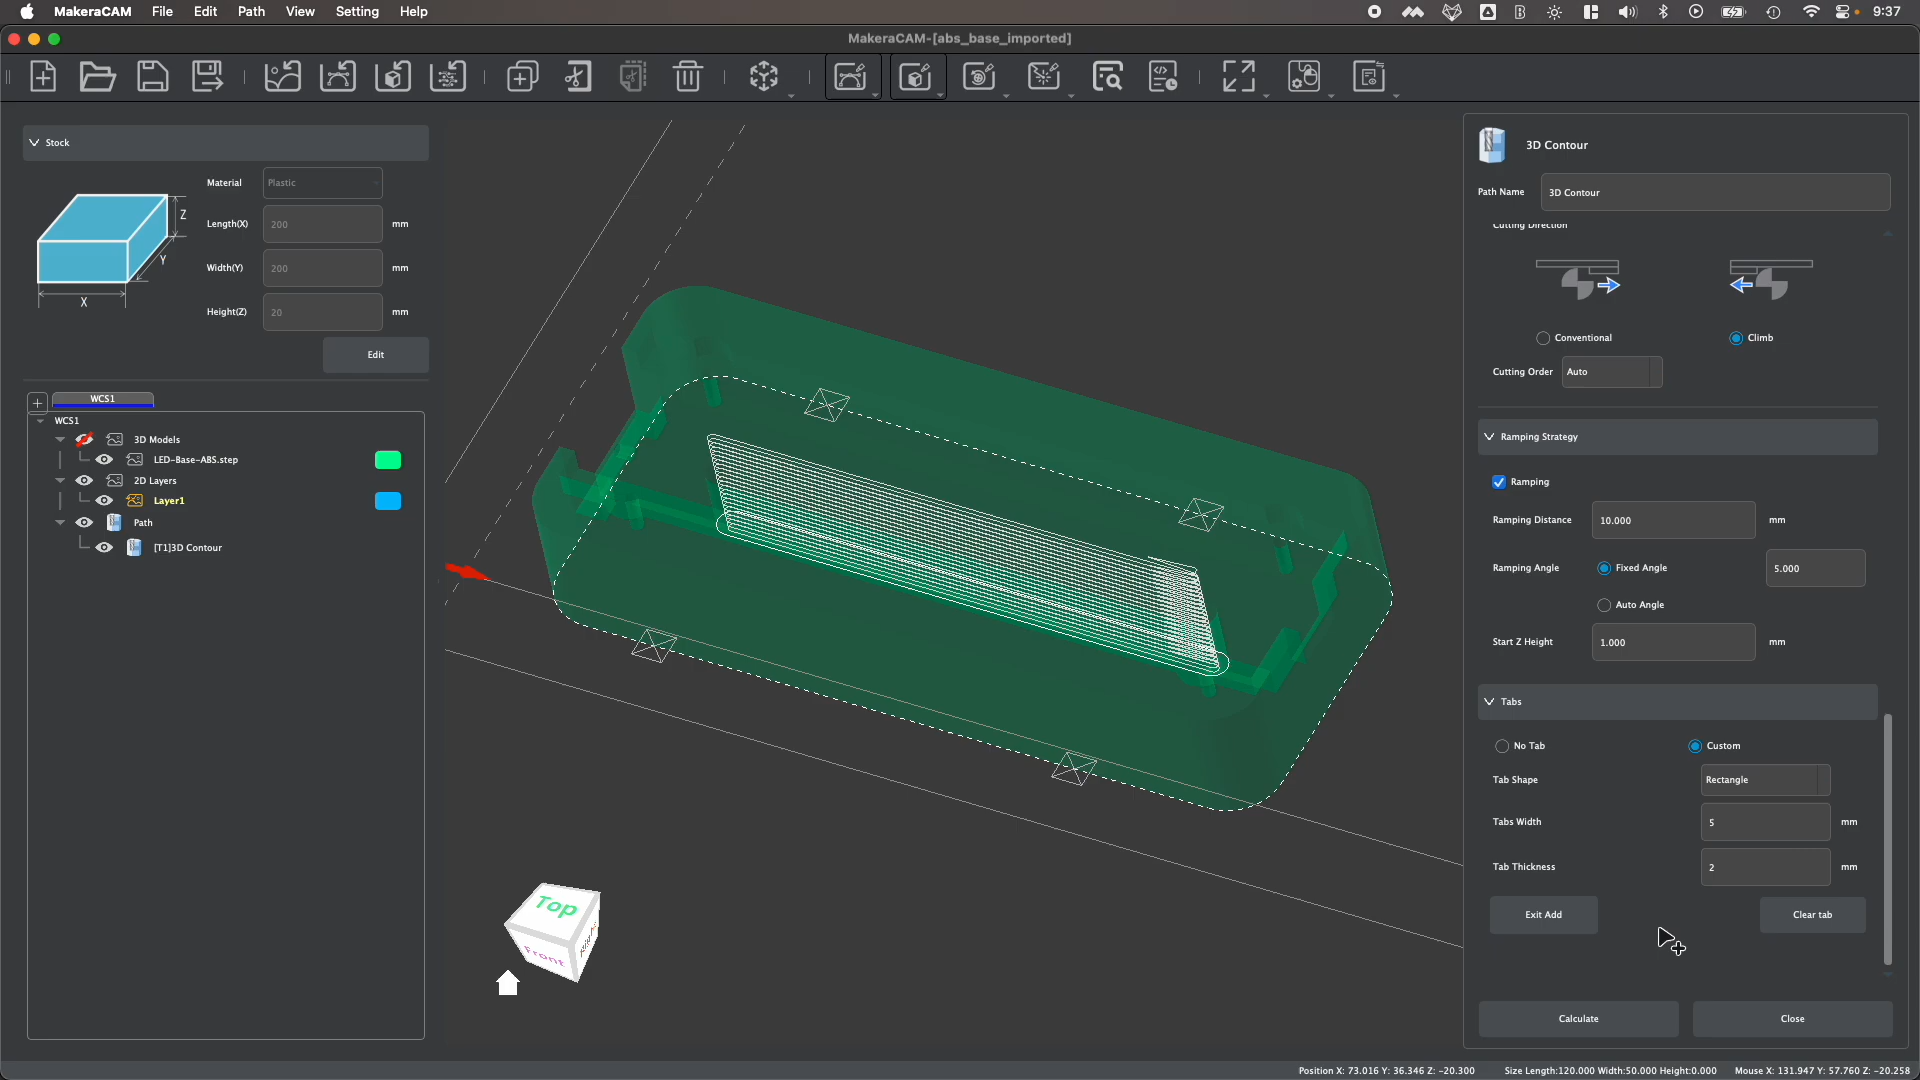 MakeraCAM File Edit Path View Setting Help 9:37
MakeraCAM-[abs_base_imported]
Stock
Material Plastic
Length(X) 200 mm
Width(Y) 200 mm
Height(Z) 20 mm
X
Y
Z
Edit
+ WCS1
WCS1
3D Models
LED-Base-ABS.step
2D Layers
Layer1
Path
[T1]3D Contour
Top
Front
3D Contour
Path Name 3D Contour
Cutting Direction
Conventional Climb
Cutting Order Auto
Ramping Strategy
Ramping
Ramping Distance 10.000 mm
Ramping Angle Fixed Angle 5.000
Auto Angle
Start Z Height 1.000 mm
Tabs
No Tab Custom
Tab Shape Rectangle
Tabs Width 5 mm
Tab Thickness 2 mm
Exit Add Clear tab
Calculate Close
Position X: 73.016 Y: 36.346 Z: -20.300 Size Length:120.000 Width:50.000 Height:0.000 Mouse X: 131.947 Y: 57.760 Z: -20.258